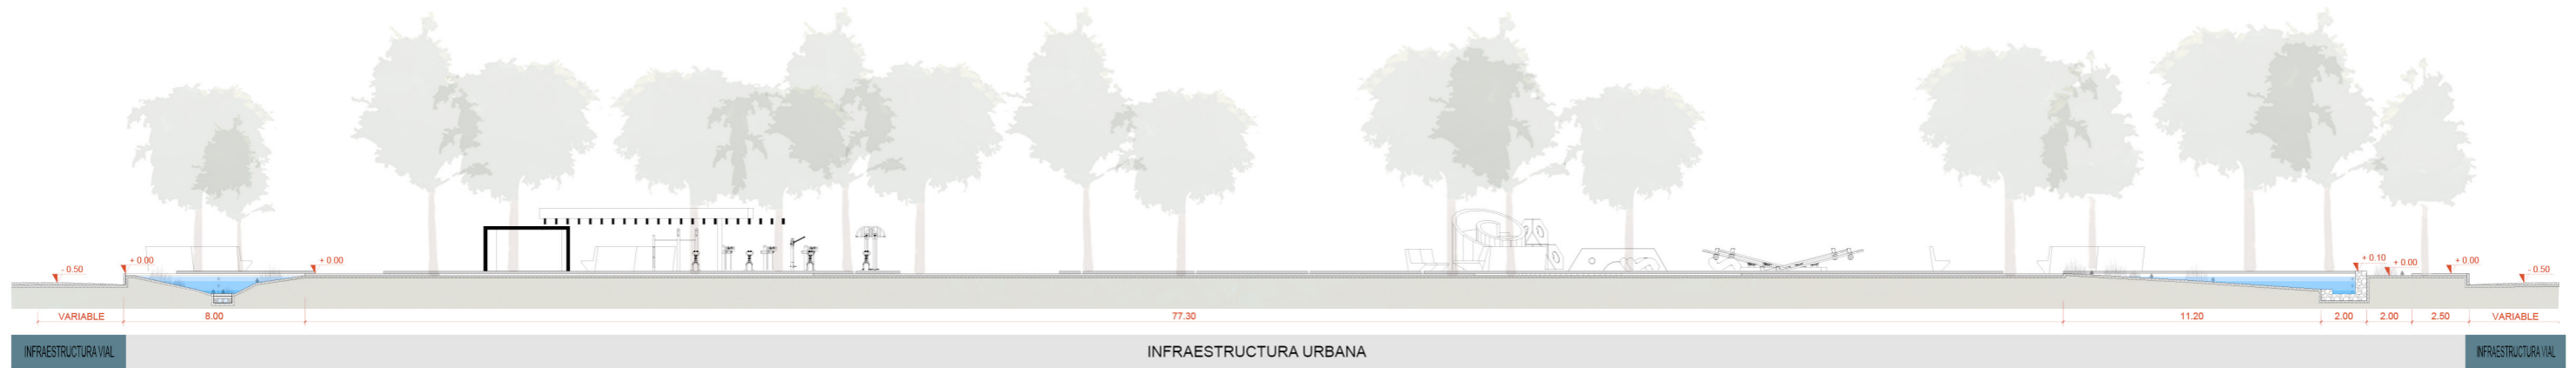 - 0.50
+ 0.00
+ 0.00
+ 0.10
+ 0.00
+ 0.00
- 0.50
VARIABLE
8.00
77.30
11.20
2.00
2.00
2.50
VARIABLE
INFRAESTRUCTURA VIAL
INFRAESTRUCTURA URBANA
INFRAESTRUCTURA VIAL